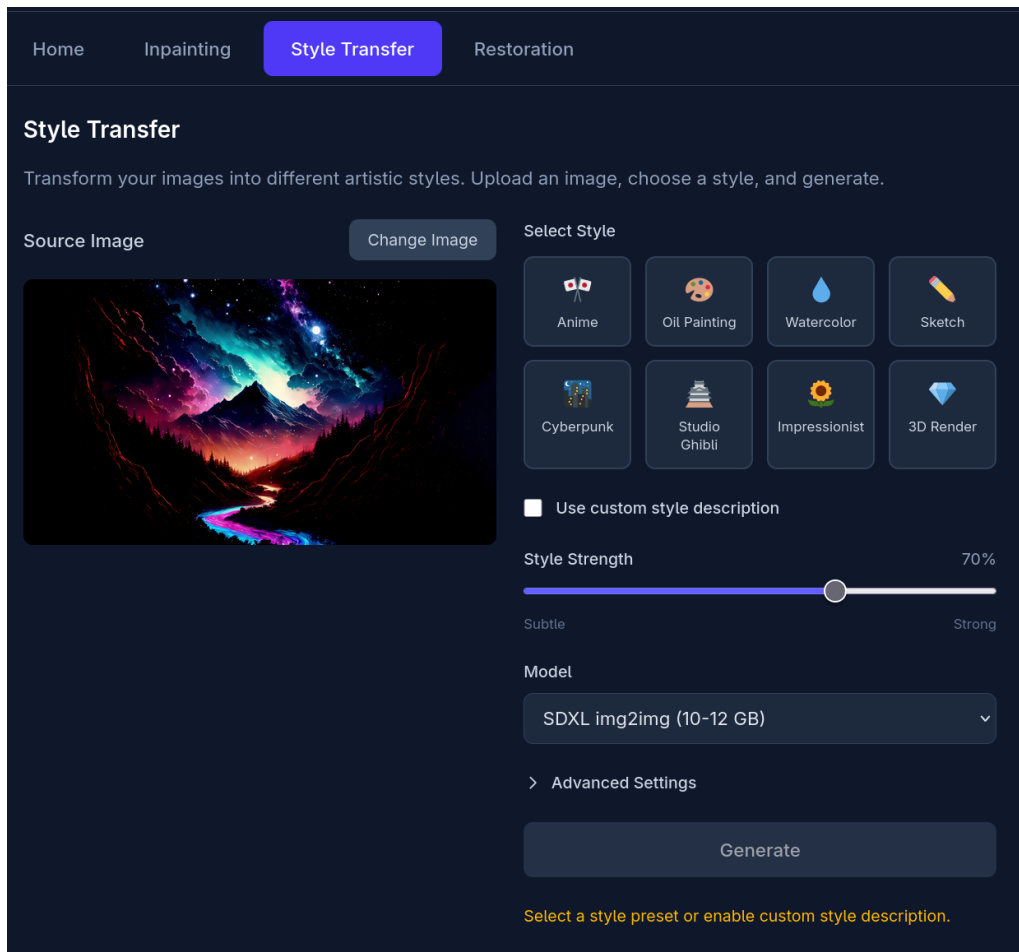 Home
Inpainting
Style Transfer
Restoration
Style Transfer
Transform your images into different artistic styles. Upload an image, choose a style, and generate.
Source Image
Change Image
Select Style
Anime
Oil Painting
Watercolor
Sketch
Cyberpunk
Studio
Ghibli
Impressionist
3D Render
Use custom style description
Style Strength
70%
Subtle
Strong
Model
SDXL img2img (10-12 GB)
Advanced Settings
Generate
Select a style preset or enable custom style description.